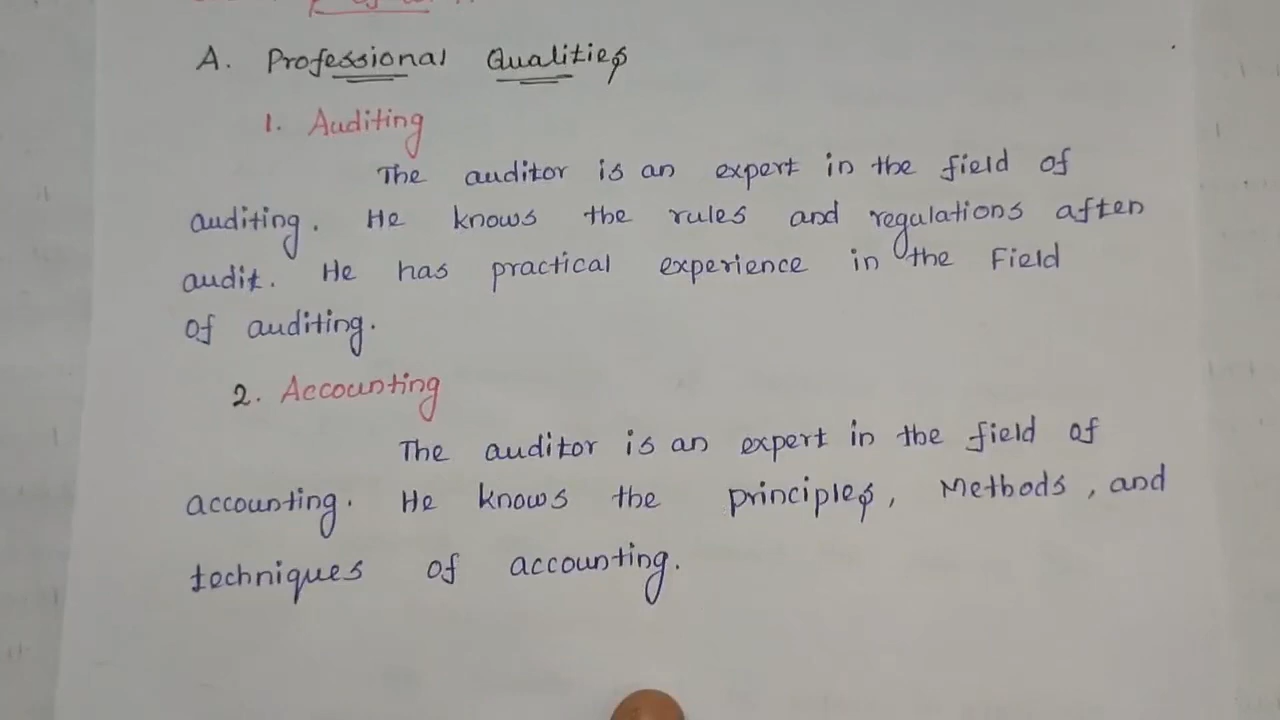 A. Professional Qualities
1. Auditing
The auditor is an expert in the field of
auditing. He knows the rules and regulations after
audit. He has practical experience in the Field
of auditing.
2. Accounting
The auditor is an expert in the field of
accounting. He knows the principles, Methods, and
techniques of accounting.